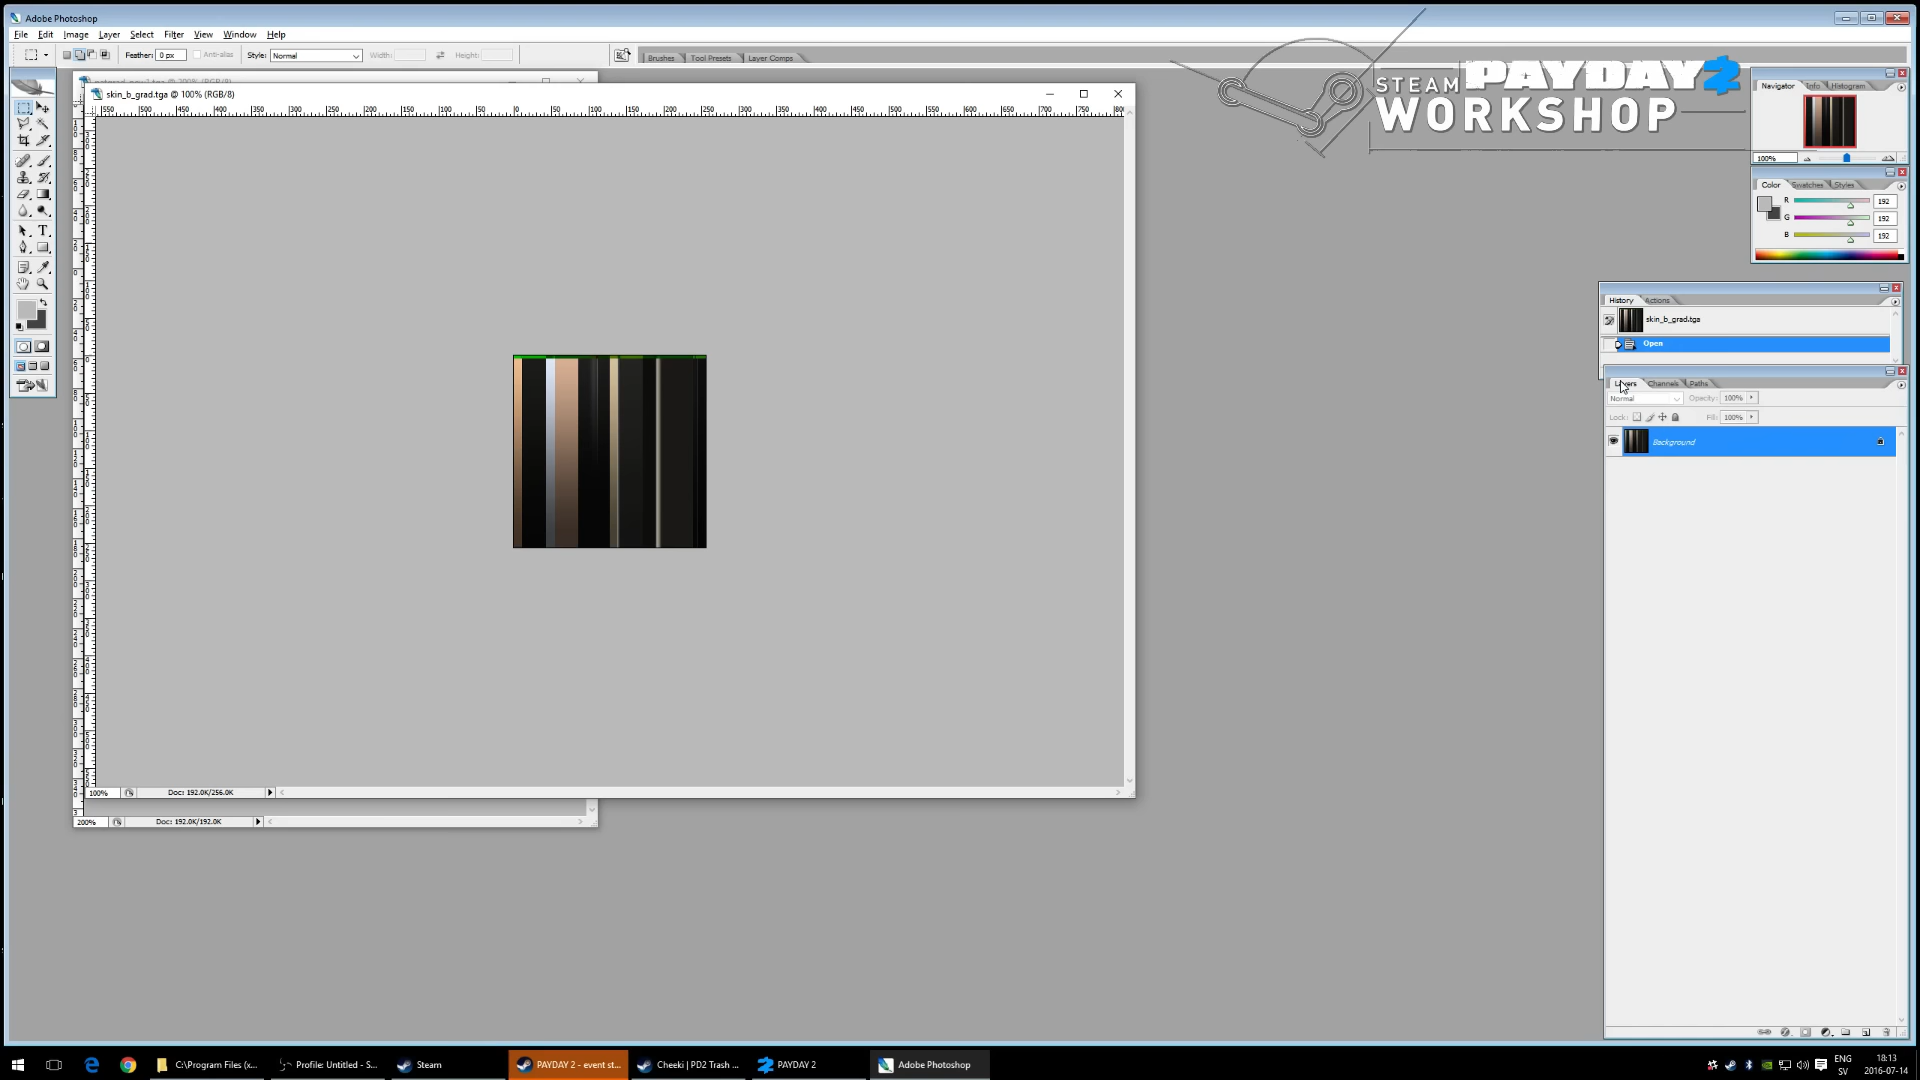 Adobe Photoshop
File Edit Image Layer Select Filter View Window Help
Feather: 0 px Anti-alias Style: Normal Width: Height:
Brushes Tool Presets Layer Comps
STEAM PAYDAY 2
WORKSHOP
skin_b_grad.tga @ 100% (RGB/8)
Navigator Info Histogram
100%
Color Swatches Styles
R 192
G 192
B 192
History Actions
skin_b_grad.tga
Open
Layers Channels Paths
Normal Opacity: 100%
Lock: Fill: 100%
Background
100% Doc: 192.0K/256.0K
200% Doc: 192.0K/192.0K
C:\Program Files (x...
Profile: Untitled - S...
Steam
PAYDAY 2 - event st...
Cheeki | PD2 Trash ...
PAYDAY 2
Adobe Photoshop
ENG
SV
18:13
2016-07-14